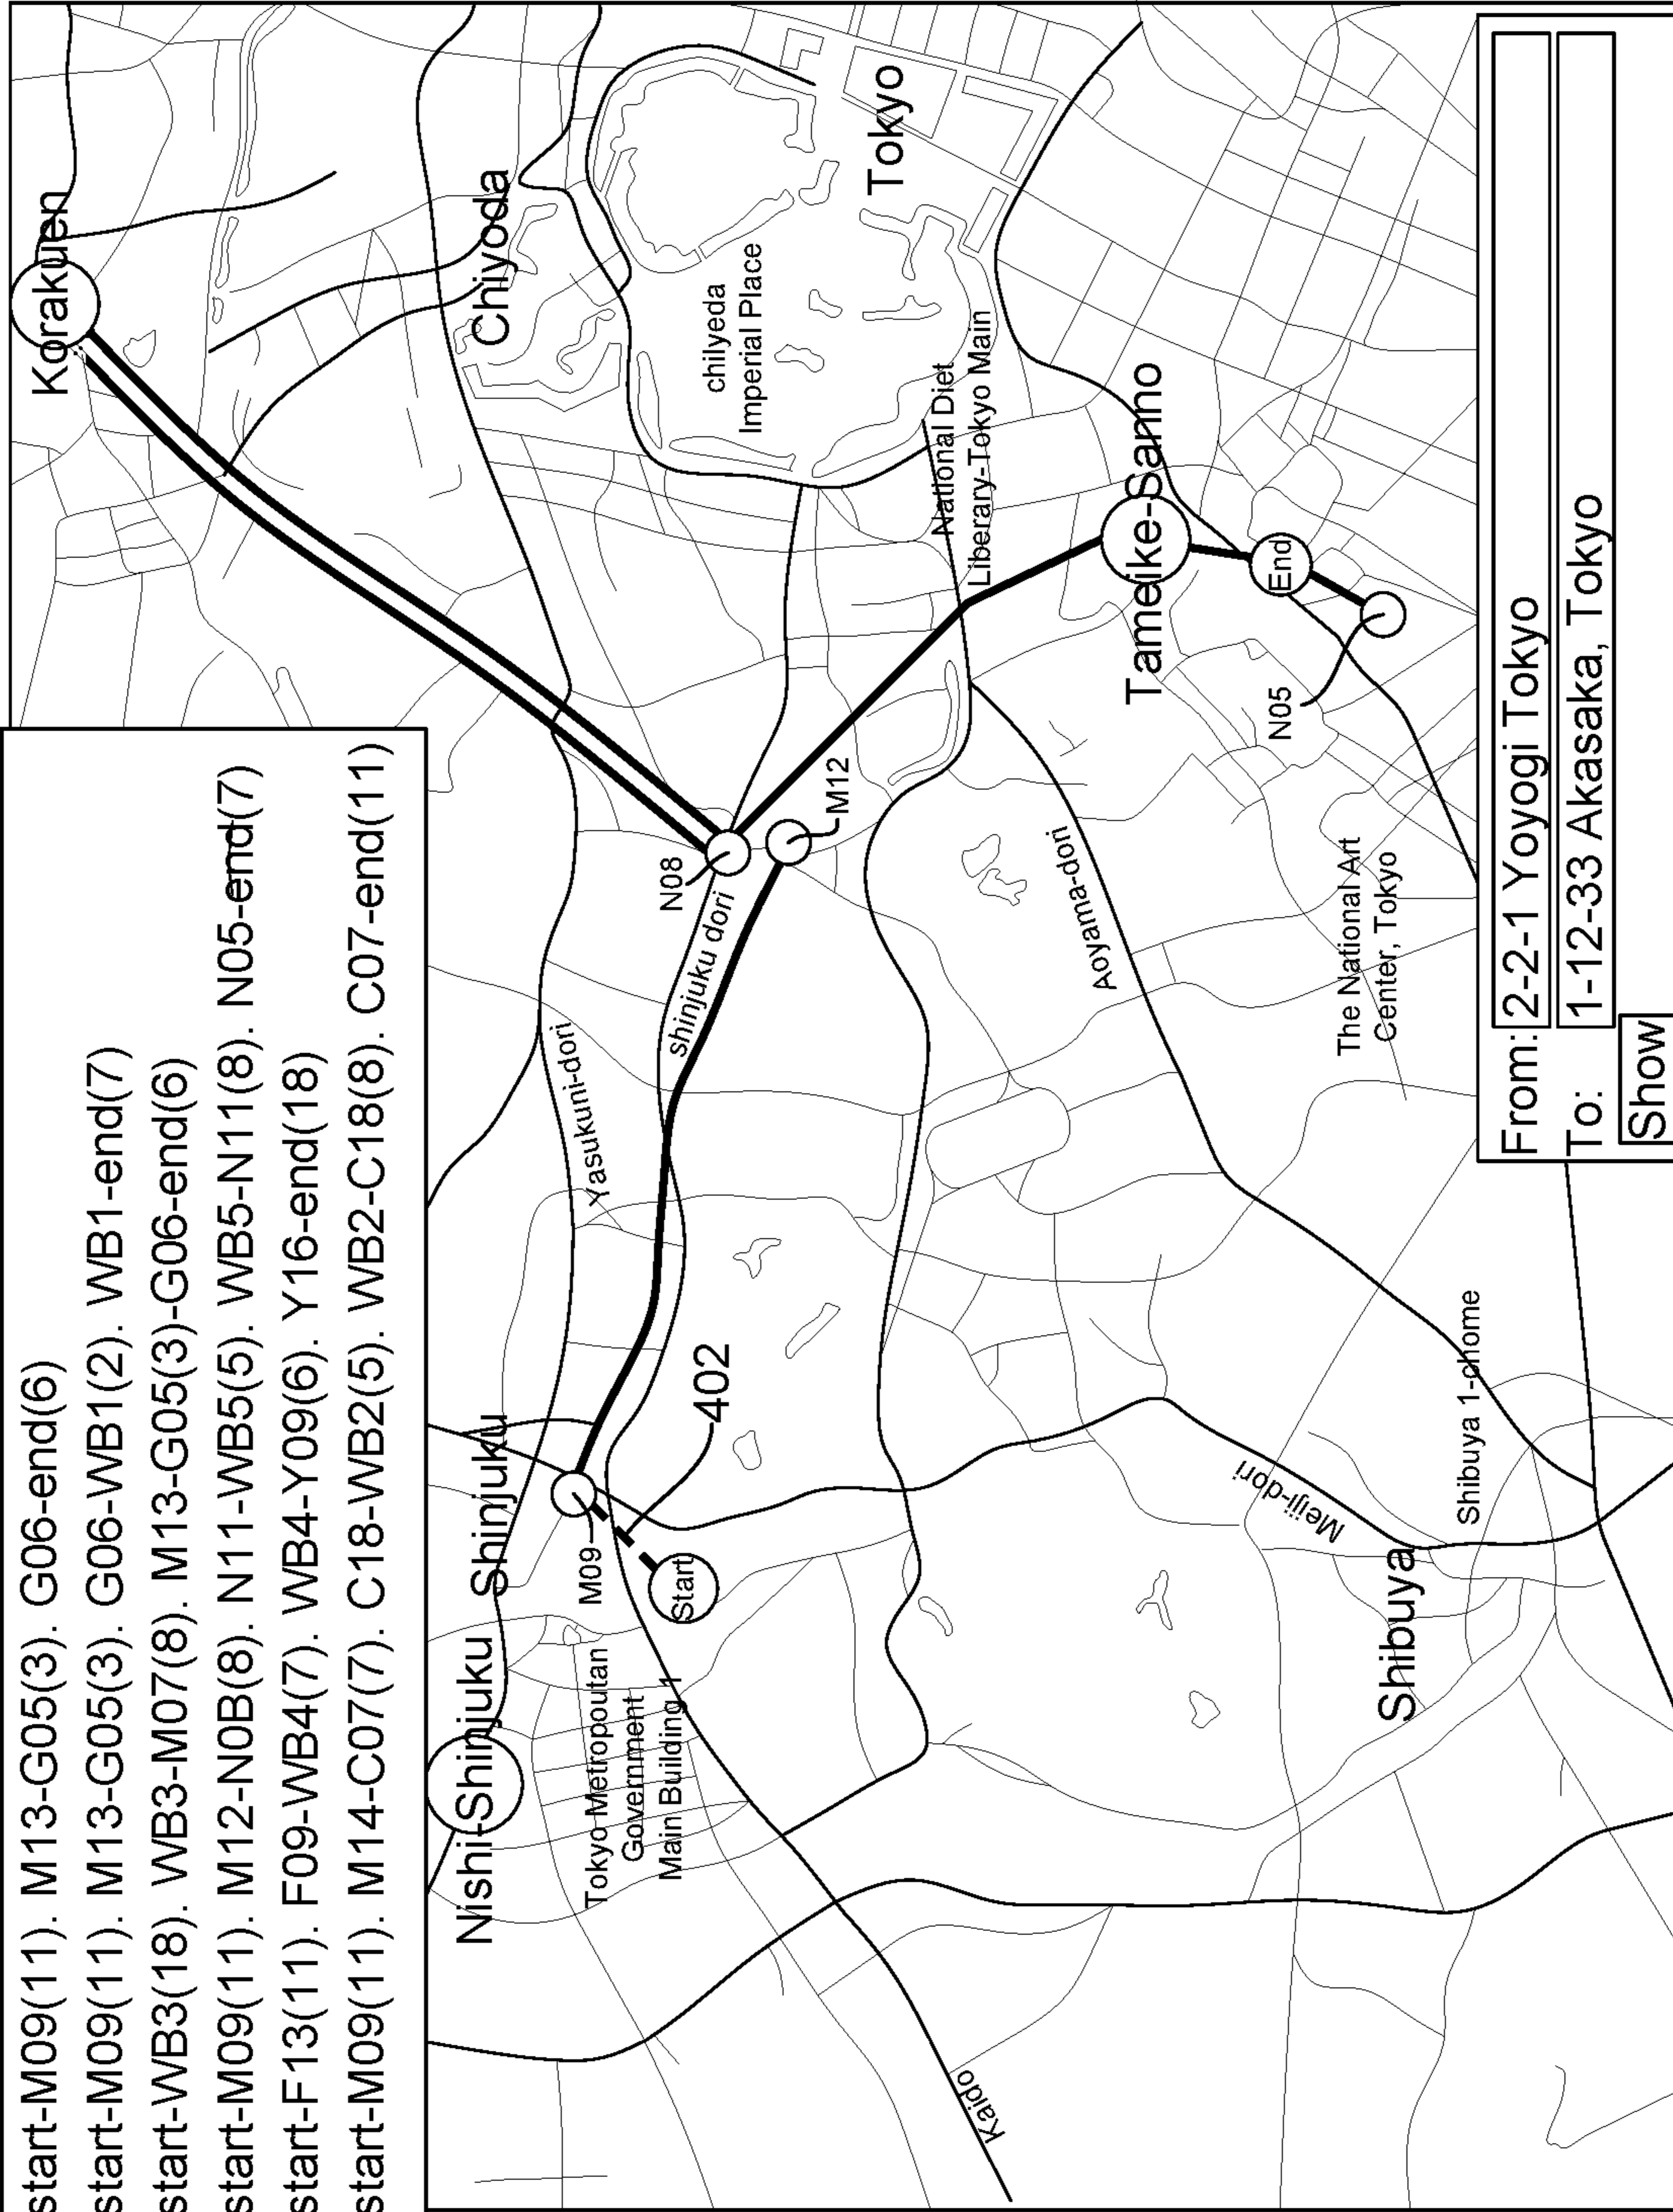 start-M09(11). M13-G05(3). G06-end(6)
start-M09(11). M13-G05(3). G06-WB1(2). WB1-end(7)
start-WB3(18). WB3-M07(8). M13-G05(3)-G06-end(6)
start-M09(11). M12-N0B(8). N11-WB5(5). WB5-N11(8). N05-end(7)
start-F13(11). F09-WB4(7). WB4-Y09(6). Y16-end(18)
start-M09(11). M14-C07(7). C18-WB2(5). WB2-C18(8). C07-end(11)
Korakuen
Chiyoda
Nishi-Shinjuku
Shinjuku
Yasukuni-dori
M09
Start
402
Tokyo Metropoutan
Government
Main Building 1
shinjuku dori
N08
M12
chilyeda
Imperial Place
Tokyo
National Diet
Liberary-Tokyo Main
Tameike-Sanno
End
N05
Aoyama-dori
The National Art
Center, Tokyo
Meiji-dori
Shibuya 1-chome
Shibuya
Kaido
From: 2-2-1 Yoyogi Tokyo
To: 1-12-33 Akasaka, Tokyo
Show